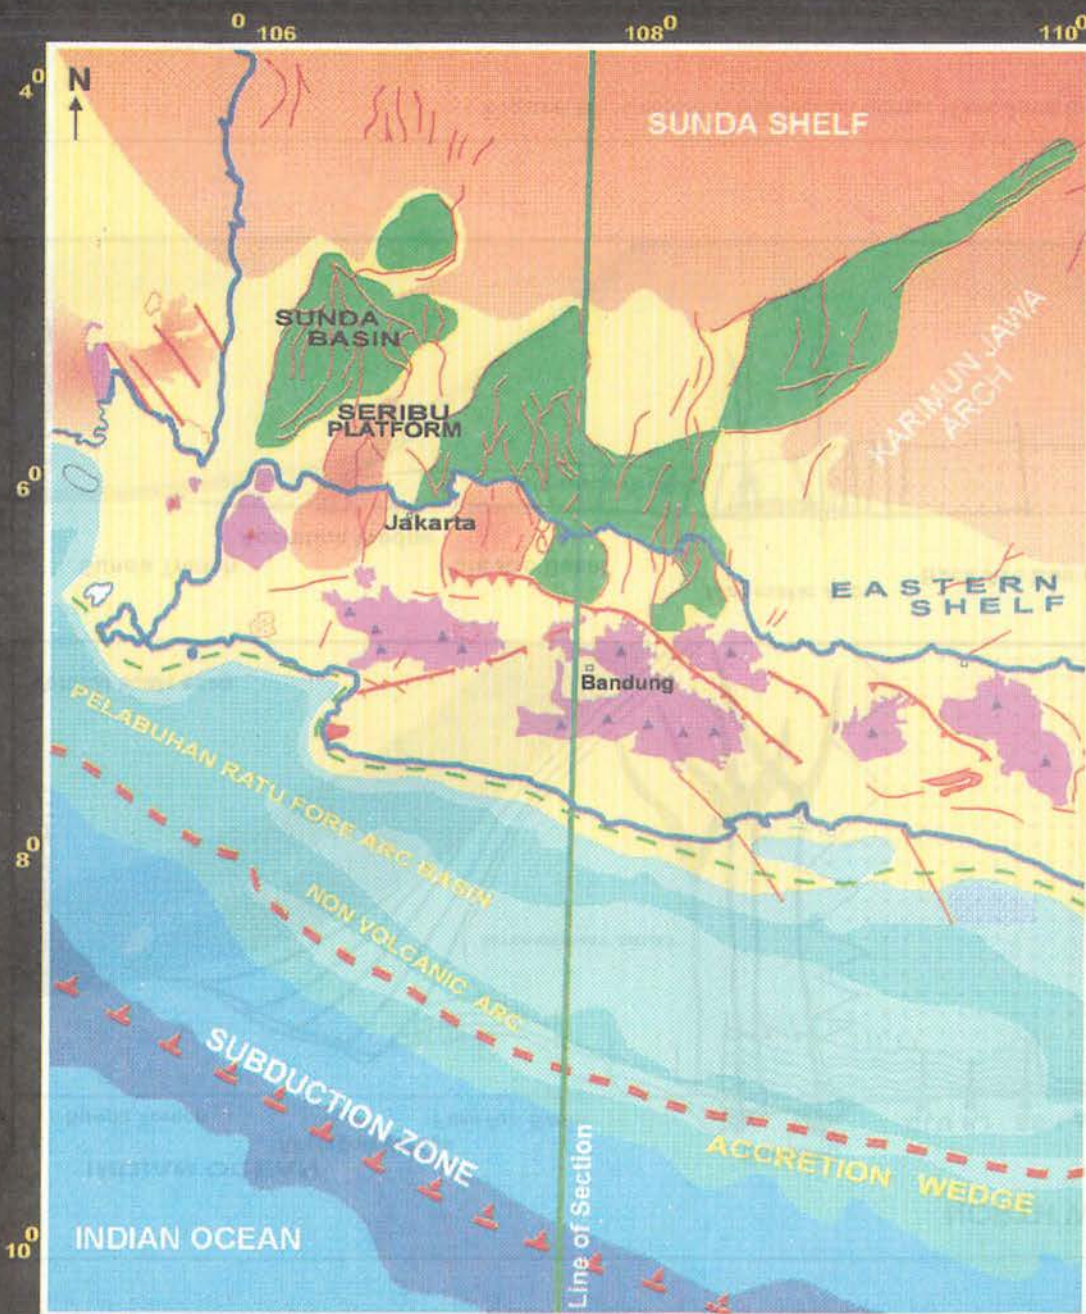 0 106
108⁰
110⁰
4⁰
N
SUNDA SHELF
SUNDA
BASIN
KARIMUN JAWA
ARCH
SERIBU
PLATFORM
6⁰
Jakarta
EASTERN
SHELF
Bandung
PELABUHAN RATU FORE ARC BASIN
8⁰
NON VOLCANIC ARC
SUBDUCTION ZONE
ACCRETION WEDGE
Line of Section
INDIAN OCEAN
10⁰